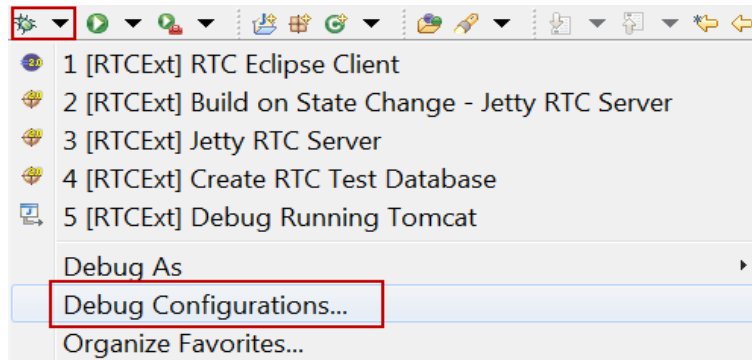 1 [RTCExt] RTC Eclipse Client
2 [RTCExt] Build on State Change - Jetty RTC Server
3 [RTCExt] Jetty RTC Server
4 [RTCExt] Create RTC Test Database
5 [RTCExt] Debug Running Tomcat
Debug As
Debug Configurations...
Organize Favorites...